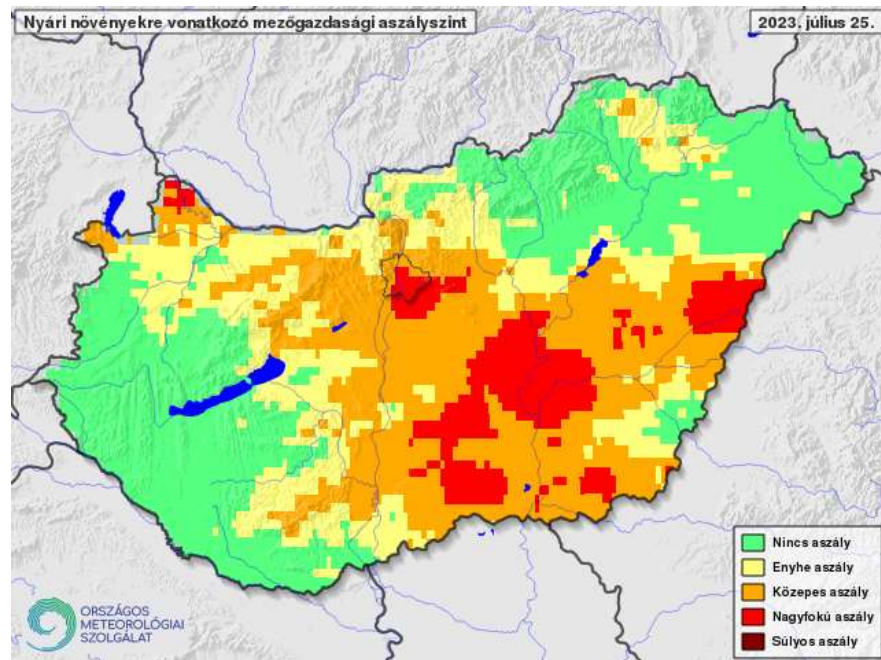 Nyári növényekre vonatkozó mezőgazdasági aszályszint
2023. július 25.
Nincs aszály
Enyhe aszály
Közepes aszály
Nagyfokú aszály
Súlyos aszály
ORSZÁGOS
METEOROLÓGIAI
SZOLGÁLAT